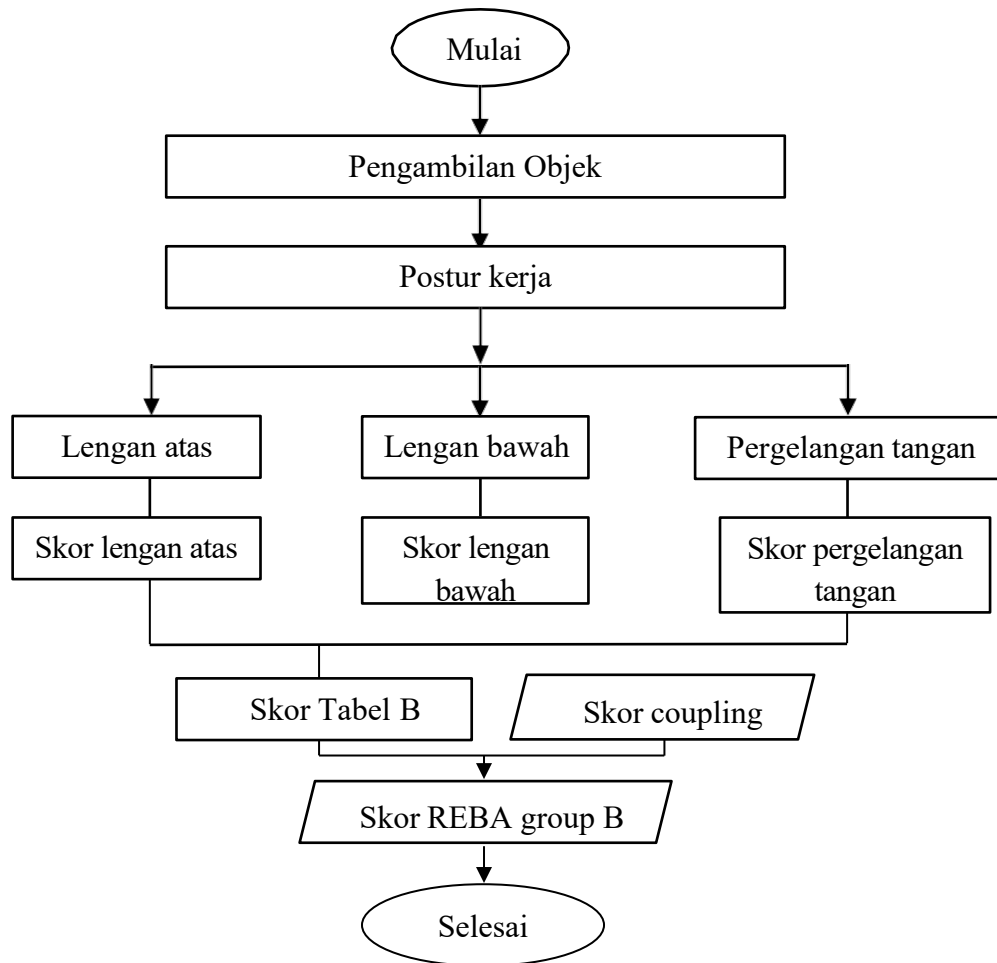 Mulai
Pengambilan Objek
Postur kerja
Lengan atas
Lengan bawah
Pergelangan tangan
Skor lengan atas
Skor lengan
bawah
Skor pergelangan
tangan
Skor Tabel B
Skor coupling
Skor REBA group B
Selesai